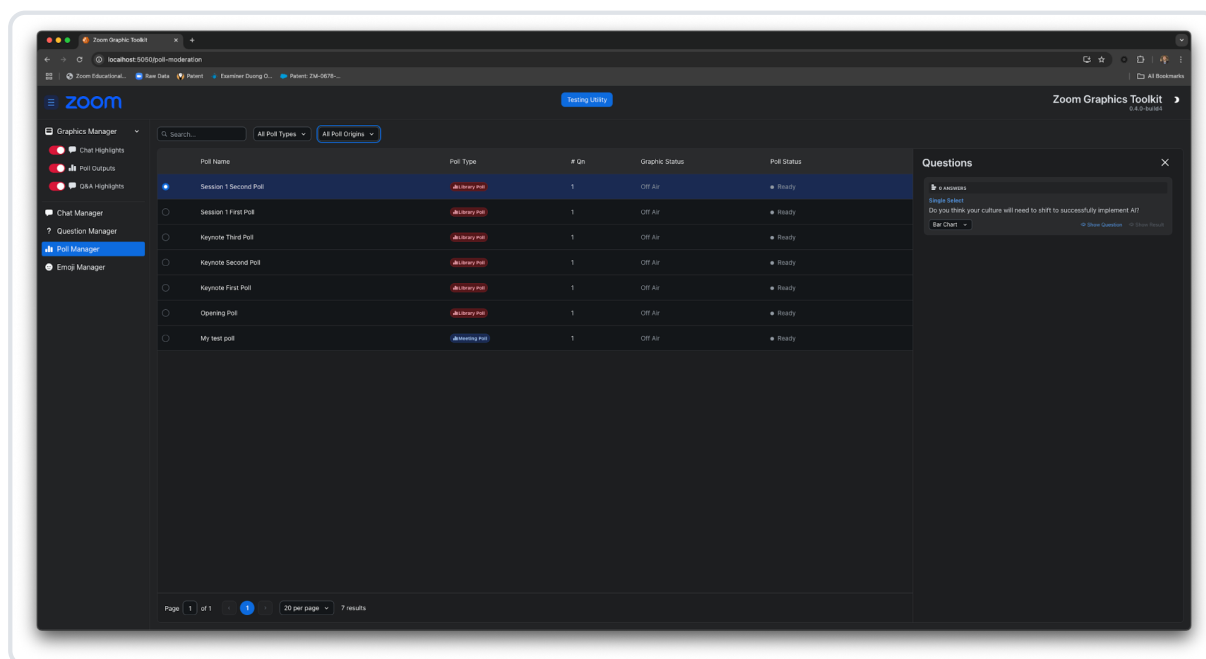 Zoom Graphic Toolkit
localhost:5050/poll-moderation
Zoom Educational... Raw Data Patent Examiner Duong O... Patent: ZM-0878-... All Bookmarks
zoom Testing Utility Zoom Graphics Toolkit
0.4.0-build4
Graphics Manager
Chat Highlights
Poll Outputs
Q&A Highlights
Chat Manager
Question Manager
Poll Manager
Emoji Manager
Search... All Poll Types All Poll Origins
Poll Name Poll Type # Qn Graphic Status Poll Status
Session 1 Second Poll Library Poll 1 Off Air Ready
Session 1 First Poll Library Poll 1 Off Air Ready
Keynote Third Poll Library Poll 1 Off Air Ready
Keynote Second Poll Library Poll 1 Off Air Ready
Keynote First Poll Library Poll 1 Off Air Ready
Opening Poll Library Poll 1 Off Air Ready
My test poll Meeting Poll 1 Off Air Ready
Questions
0 ANSWERS
Single Select
Do you think your culture will need to shift to successfully implement AI?
Bar Chart Show Question Show Result
Page 1 of 1 1 20 per page 7 results